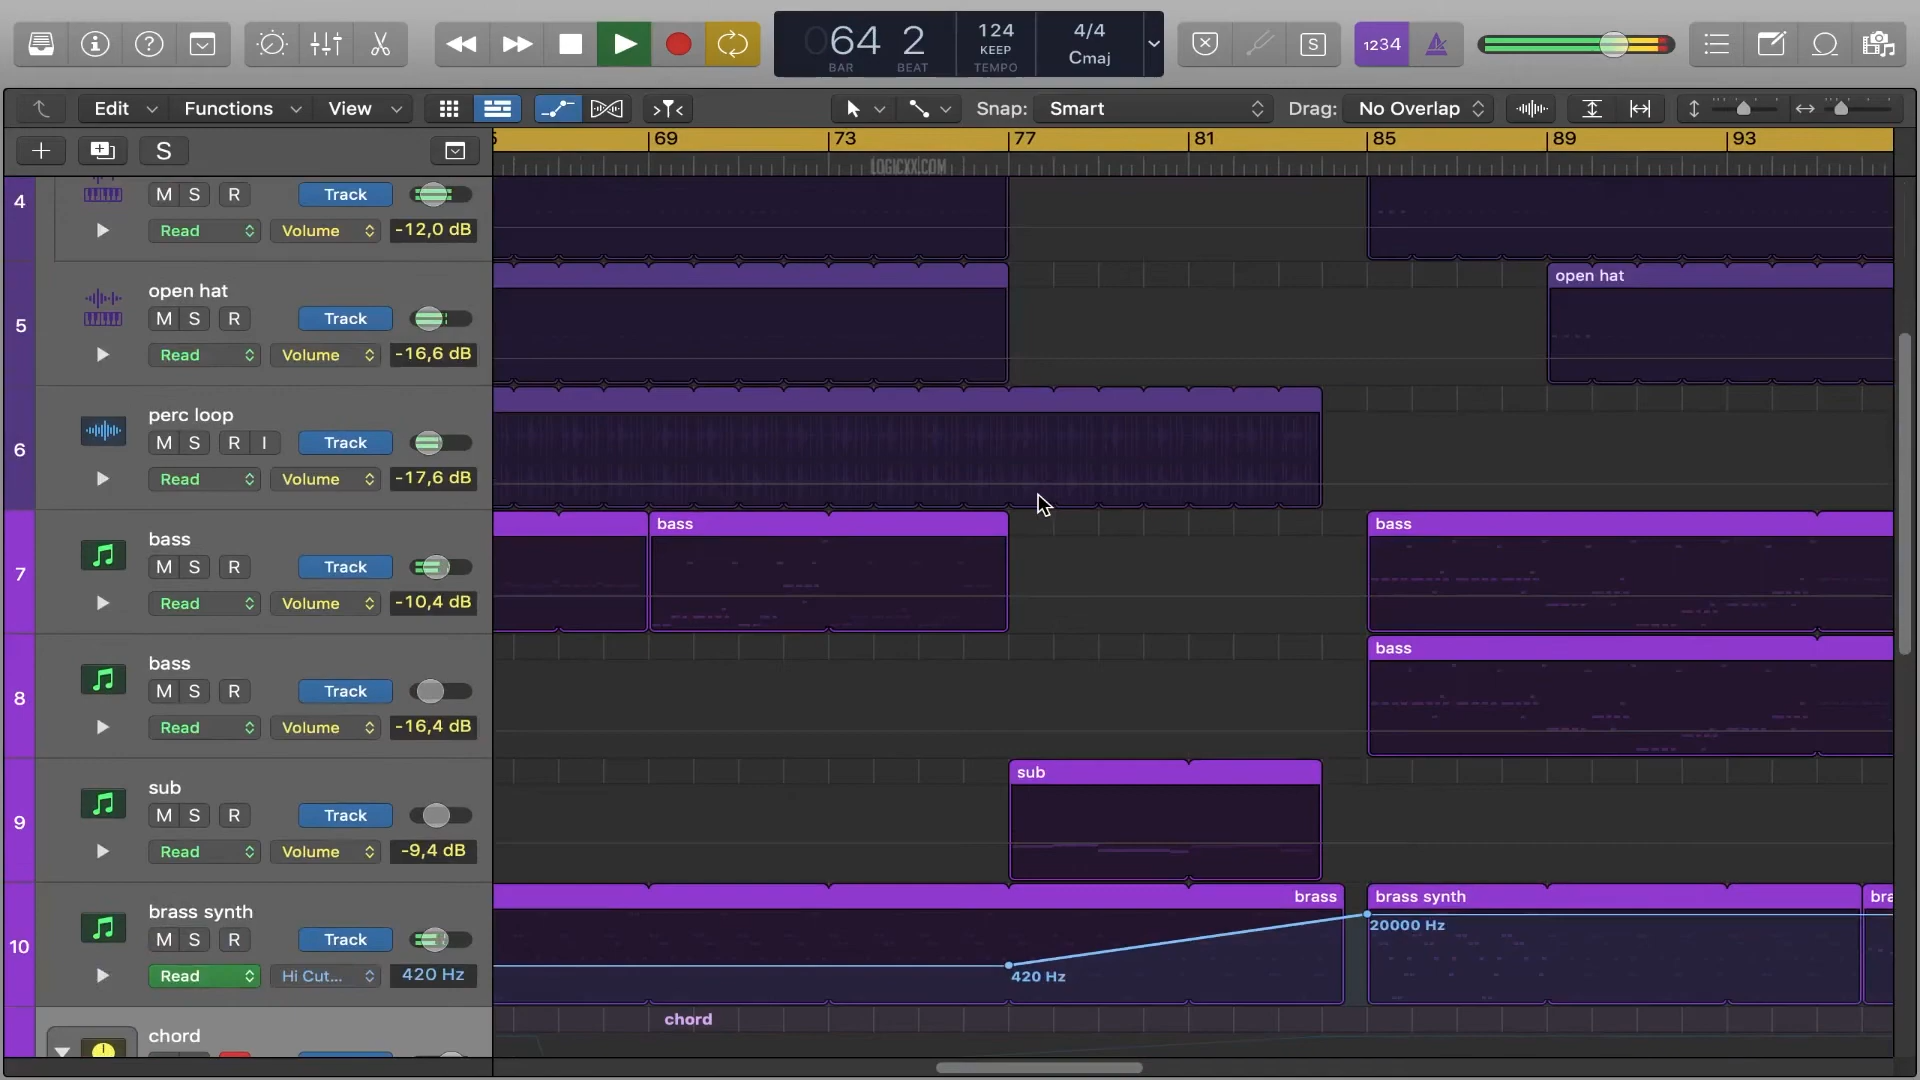 064 2
BAR BEAT
124
KEEP
TEMPO
4/4
Cmaj
S
1234
Edit
Functions
View
Snap: Smart
Drag: No Overlap
S
69 73 77 81 85 89 93
LOGICXX.COM
4
M S R Track
Read Volume -12,0 dB
5
open hat
M S R Track
Read Volume -16,6 dB
open hat
6
perc loop
M S R I Track
Read Volume -17,6 dB
7
bass
M S R Track
Read Volume -10,4 dB
bass
bass
8
bass
M S R Track
Read Volume -16,4 dB
bass
9
sub
M S R Track
Read Volume -9,4 dB
sub
10
brass synth
M S R Track
Read Hi Cut... 420 Hz
brass
brass synth
bra
420 Hz
20000 Hz
chord
chord